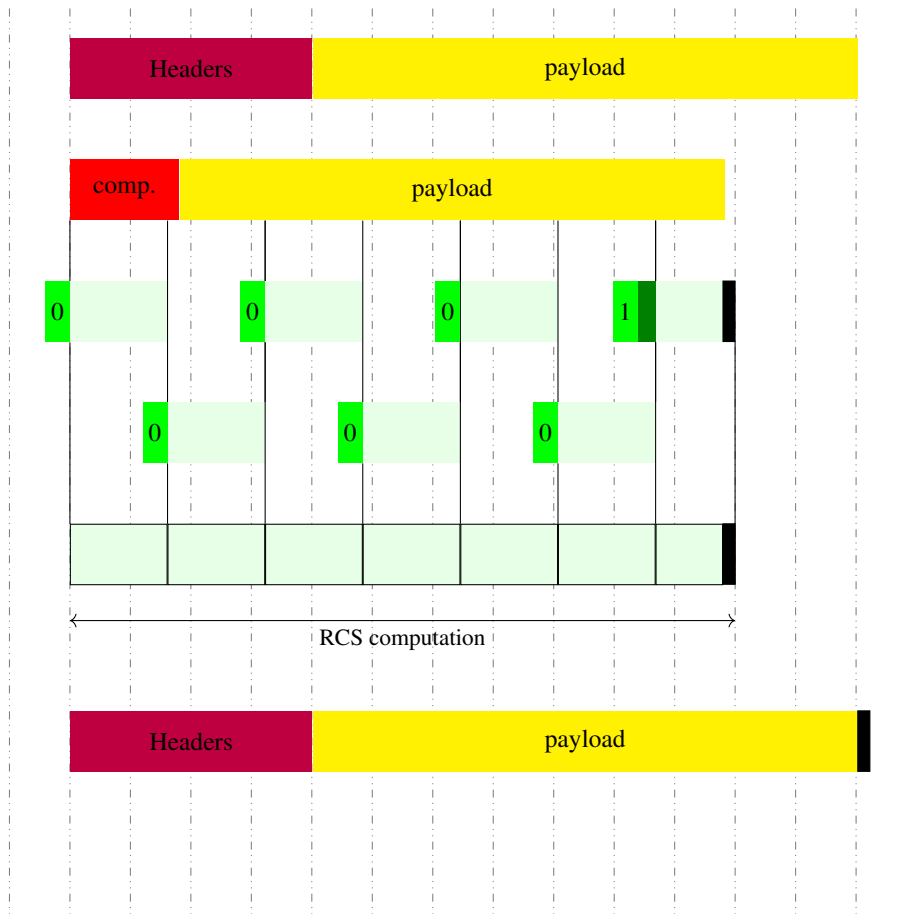 Headers payload
comp. payload
0 0 0 1
0 0 0
RCS computation
Headers payload